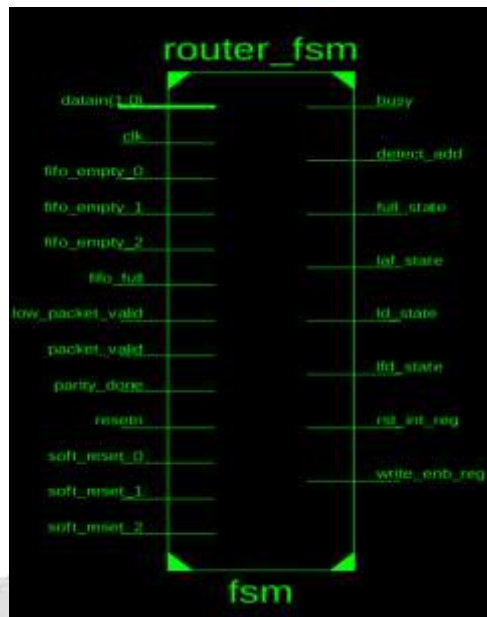 router_fsm
datain(1:0)
clk
fifo_empty_0
fifo_empty_1
fifo_empty_2
fifo_full
low_packet_valid
packet_valid
parity_done
resetn
soft_reset_0
soft_reset_1
soft_reset_2
busy
detect_add
full_state
laf_state
ld_state
lfd_state
rst_int_reg
write_enb_reg
fsm